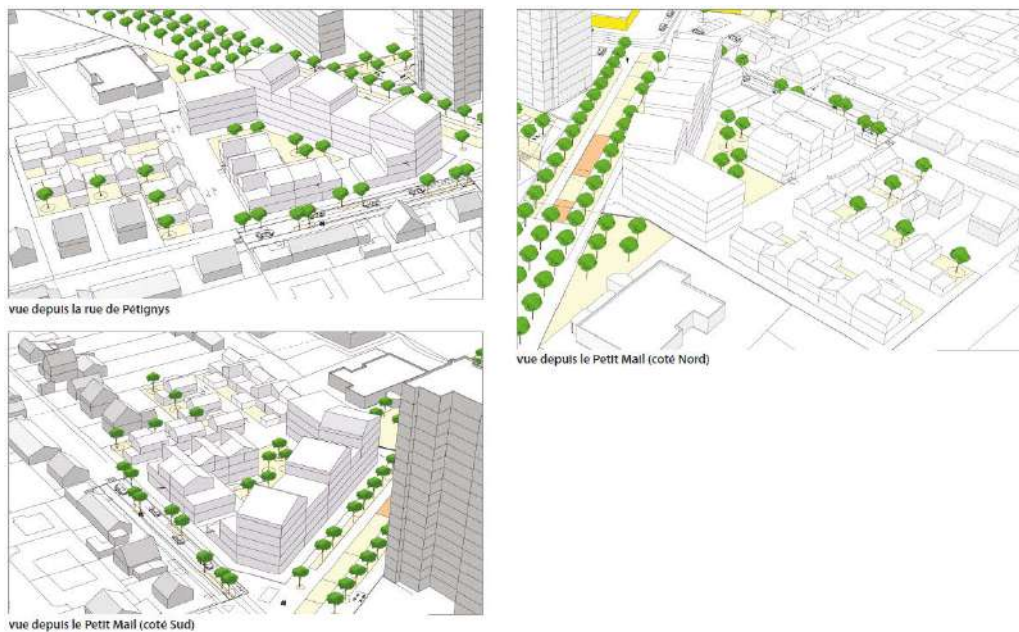 vue depuis la rue de Pétignys
vue depuis le Petit Mail (coté Nord)
vue depuis le Petit Mail (coté Sud)